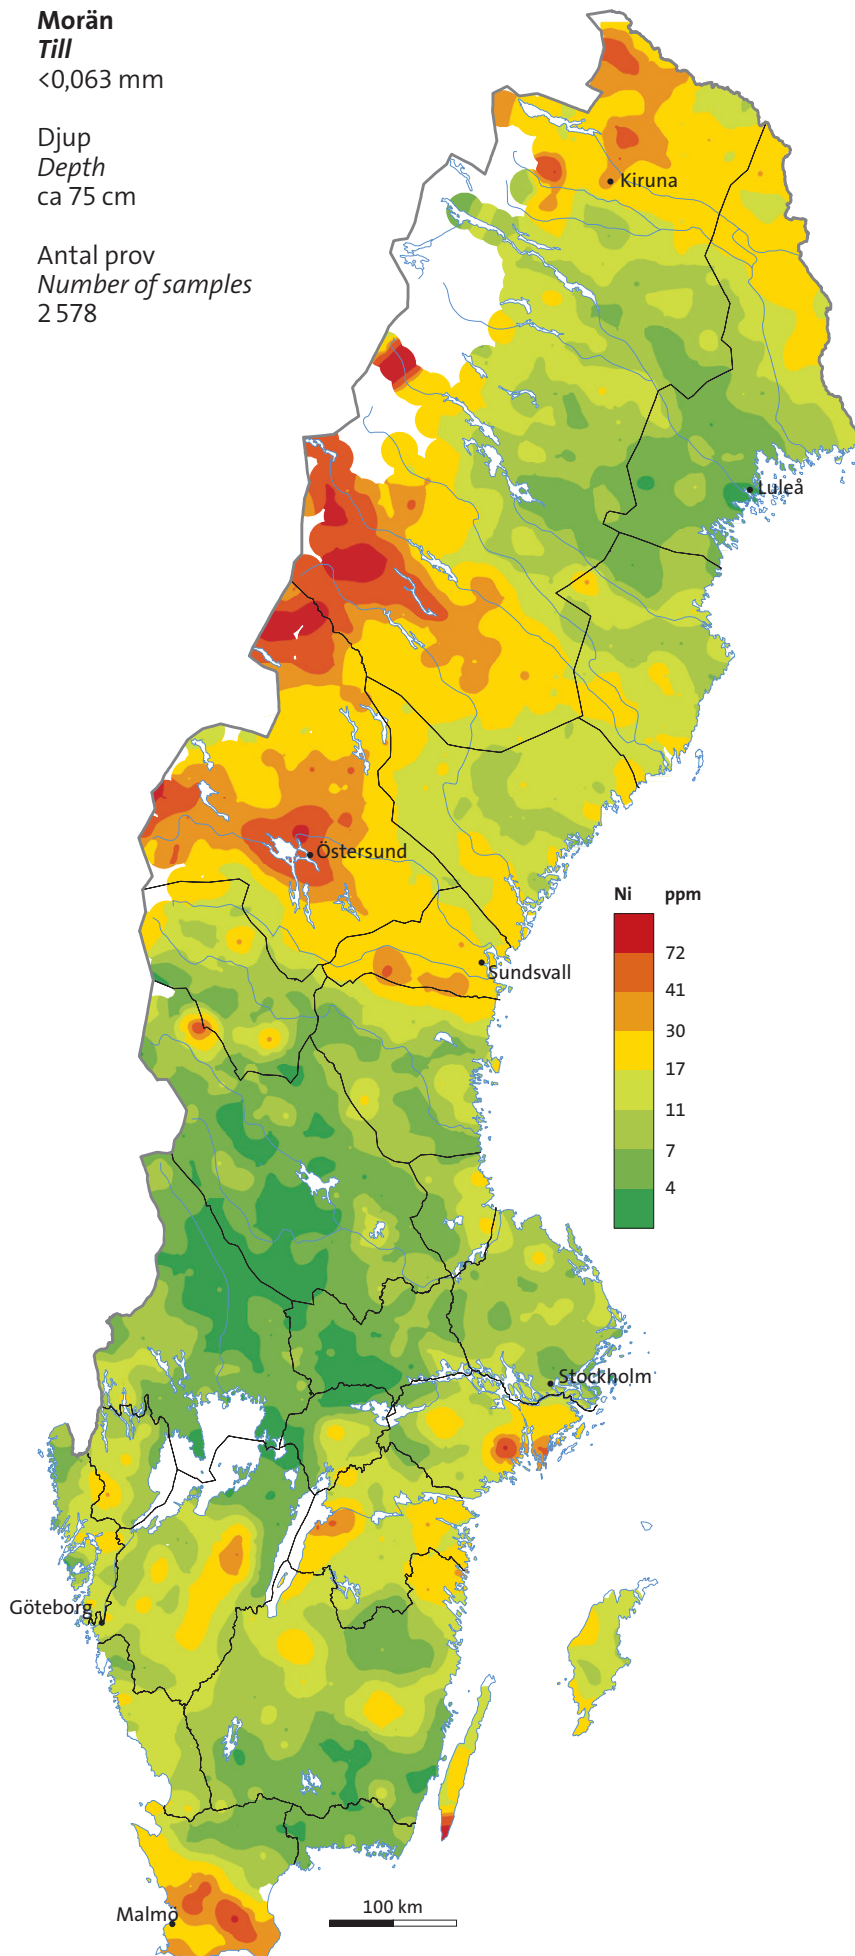 Morän
Till
<0,063 mm
Djup
Depth
ca 75 cm
Antal prov
Number of samples
2 578
Kiruna
Luleå
Östersund
Sundsvall
Ni ppm
72
41
30
17
11
7
4
Stockholm
Göteborg
Malmö
100 km